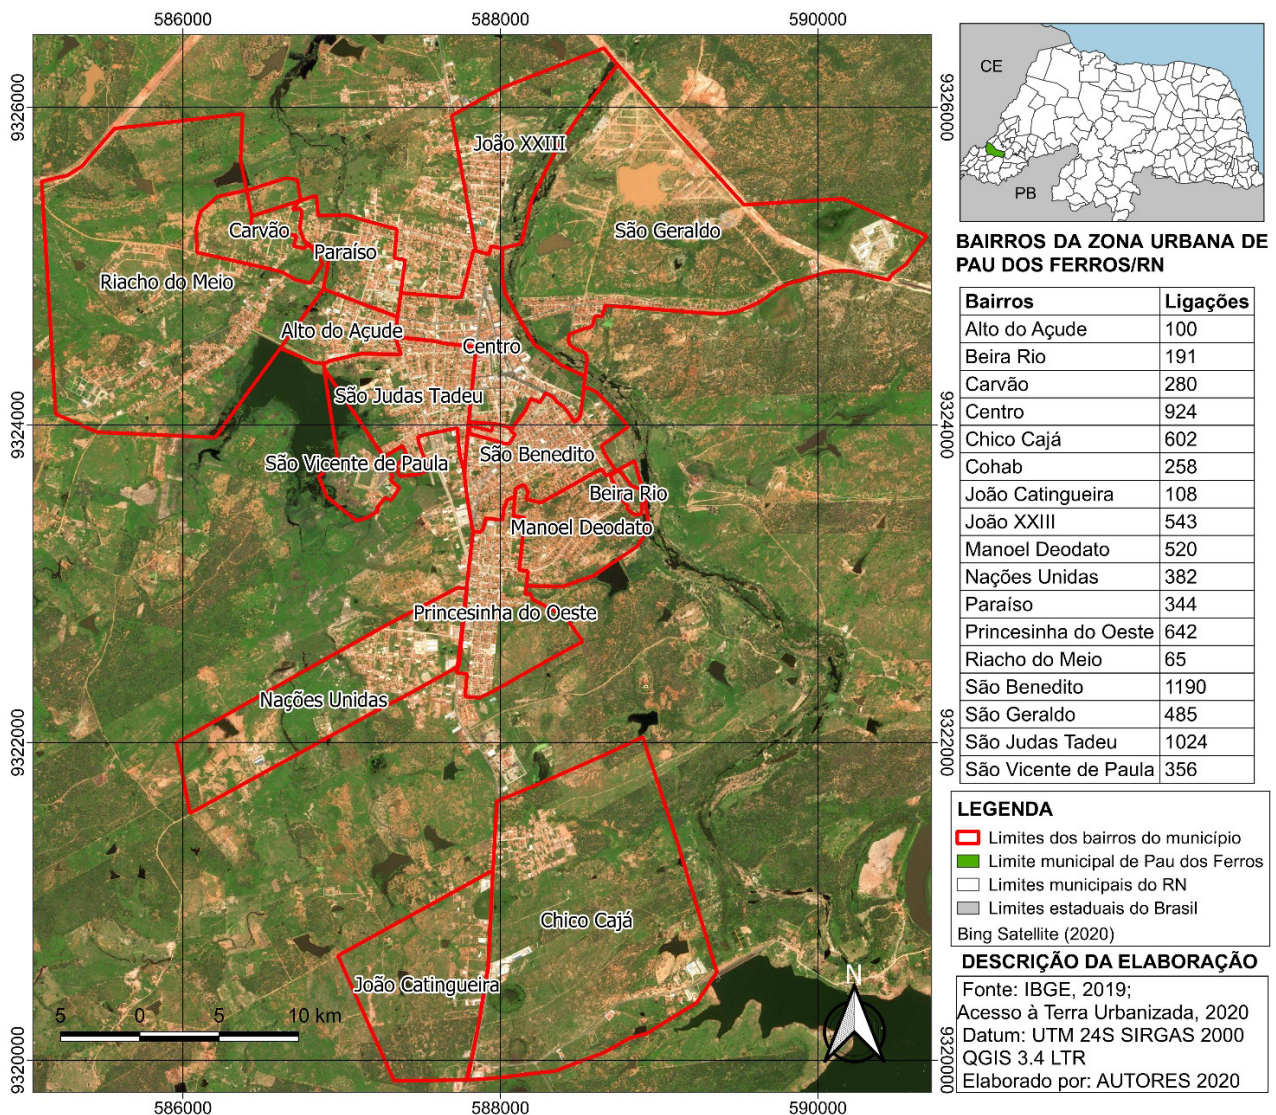 586000
588000
590000
9326000
9326000
CE
PB
João XXIII
São Geraldo
Carvão
Paraíso
Riacho do Meio
Alto do Açude
Centro
São Judas Tadeu
9324000
São Benedito
São Vicente de Paula
Beira Rio
Manoel Deodato
Princesinha do Oeste
Nações Unidas
9322000
9322000
Chico Cajá
João Catingueira
N
5 0 5 10 km
9320000
9320000
586000
588000
590000
9324000
BAIRROS DA ZONA URBANA DE
PAU DOS FERROS/RN
Bairros Ligações
Alto do Açude 100
Beira Rio 191
Carvão 280
Centro 924
Chico Cajá 602
Cohab 258
João Catingueira 108
João XXIII 543
Manoel Deodato 520
Nações Unidas 382
Paraíso 344
Princesinha do Oeste 642
Riacho do Meio 65
São Benedito 1190
São Geraldo 485
São Judas Tadeu 1024
São Vicente de Paula 356
LEGENDA
Limites dos bairros do município
Limite municipal de Pau dos Ferros
Limites municipais do RN
Limites estaduais do Brasil
Bing Satellite (2020)
DESCRIÇÃO DA ELABORAÇÃO
Fonte: IBGE, 2019;
Acesso à Terra Urbanizada, 2020
Datum: UTM 24S SIRGAS 2000
QGIS 3.4 LTR
Elaborado por: AUTORES 2020